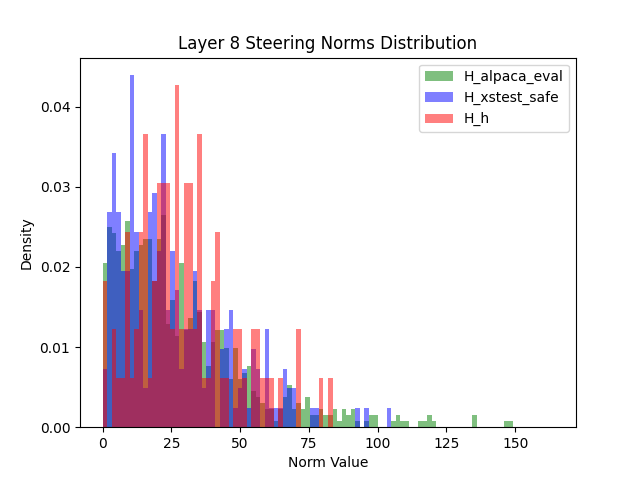 Layer 8 Steering Norms Distribution
H_alpaca_eval
H_xstest_safe
H_h
0.04
0.03
0.02
0.01
0.00
Density
0 25 50 75 100 125 150
Norm Value